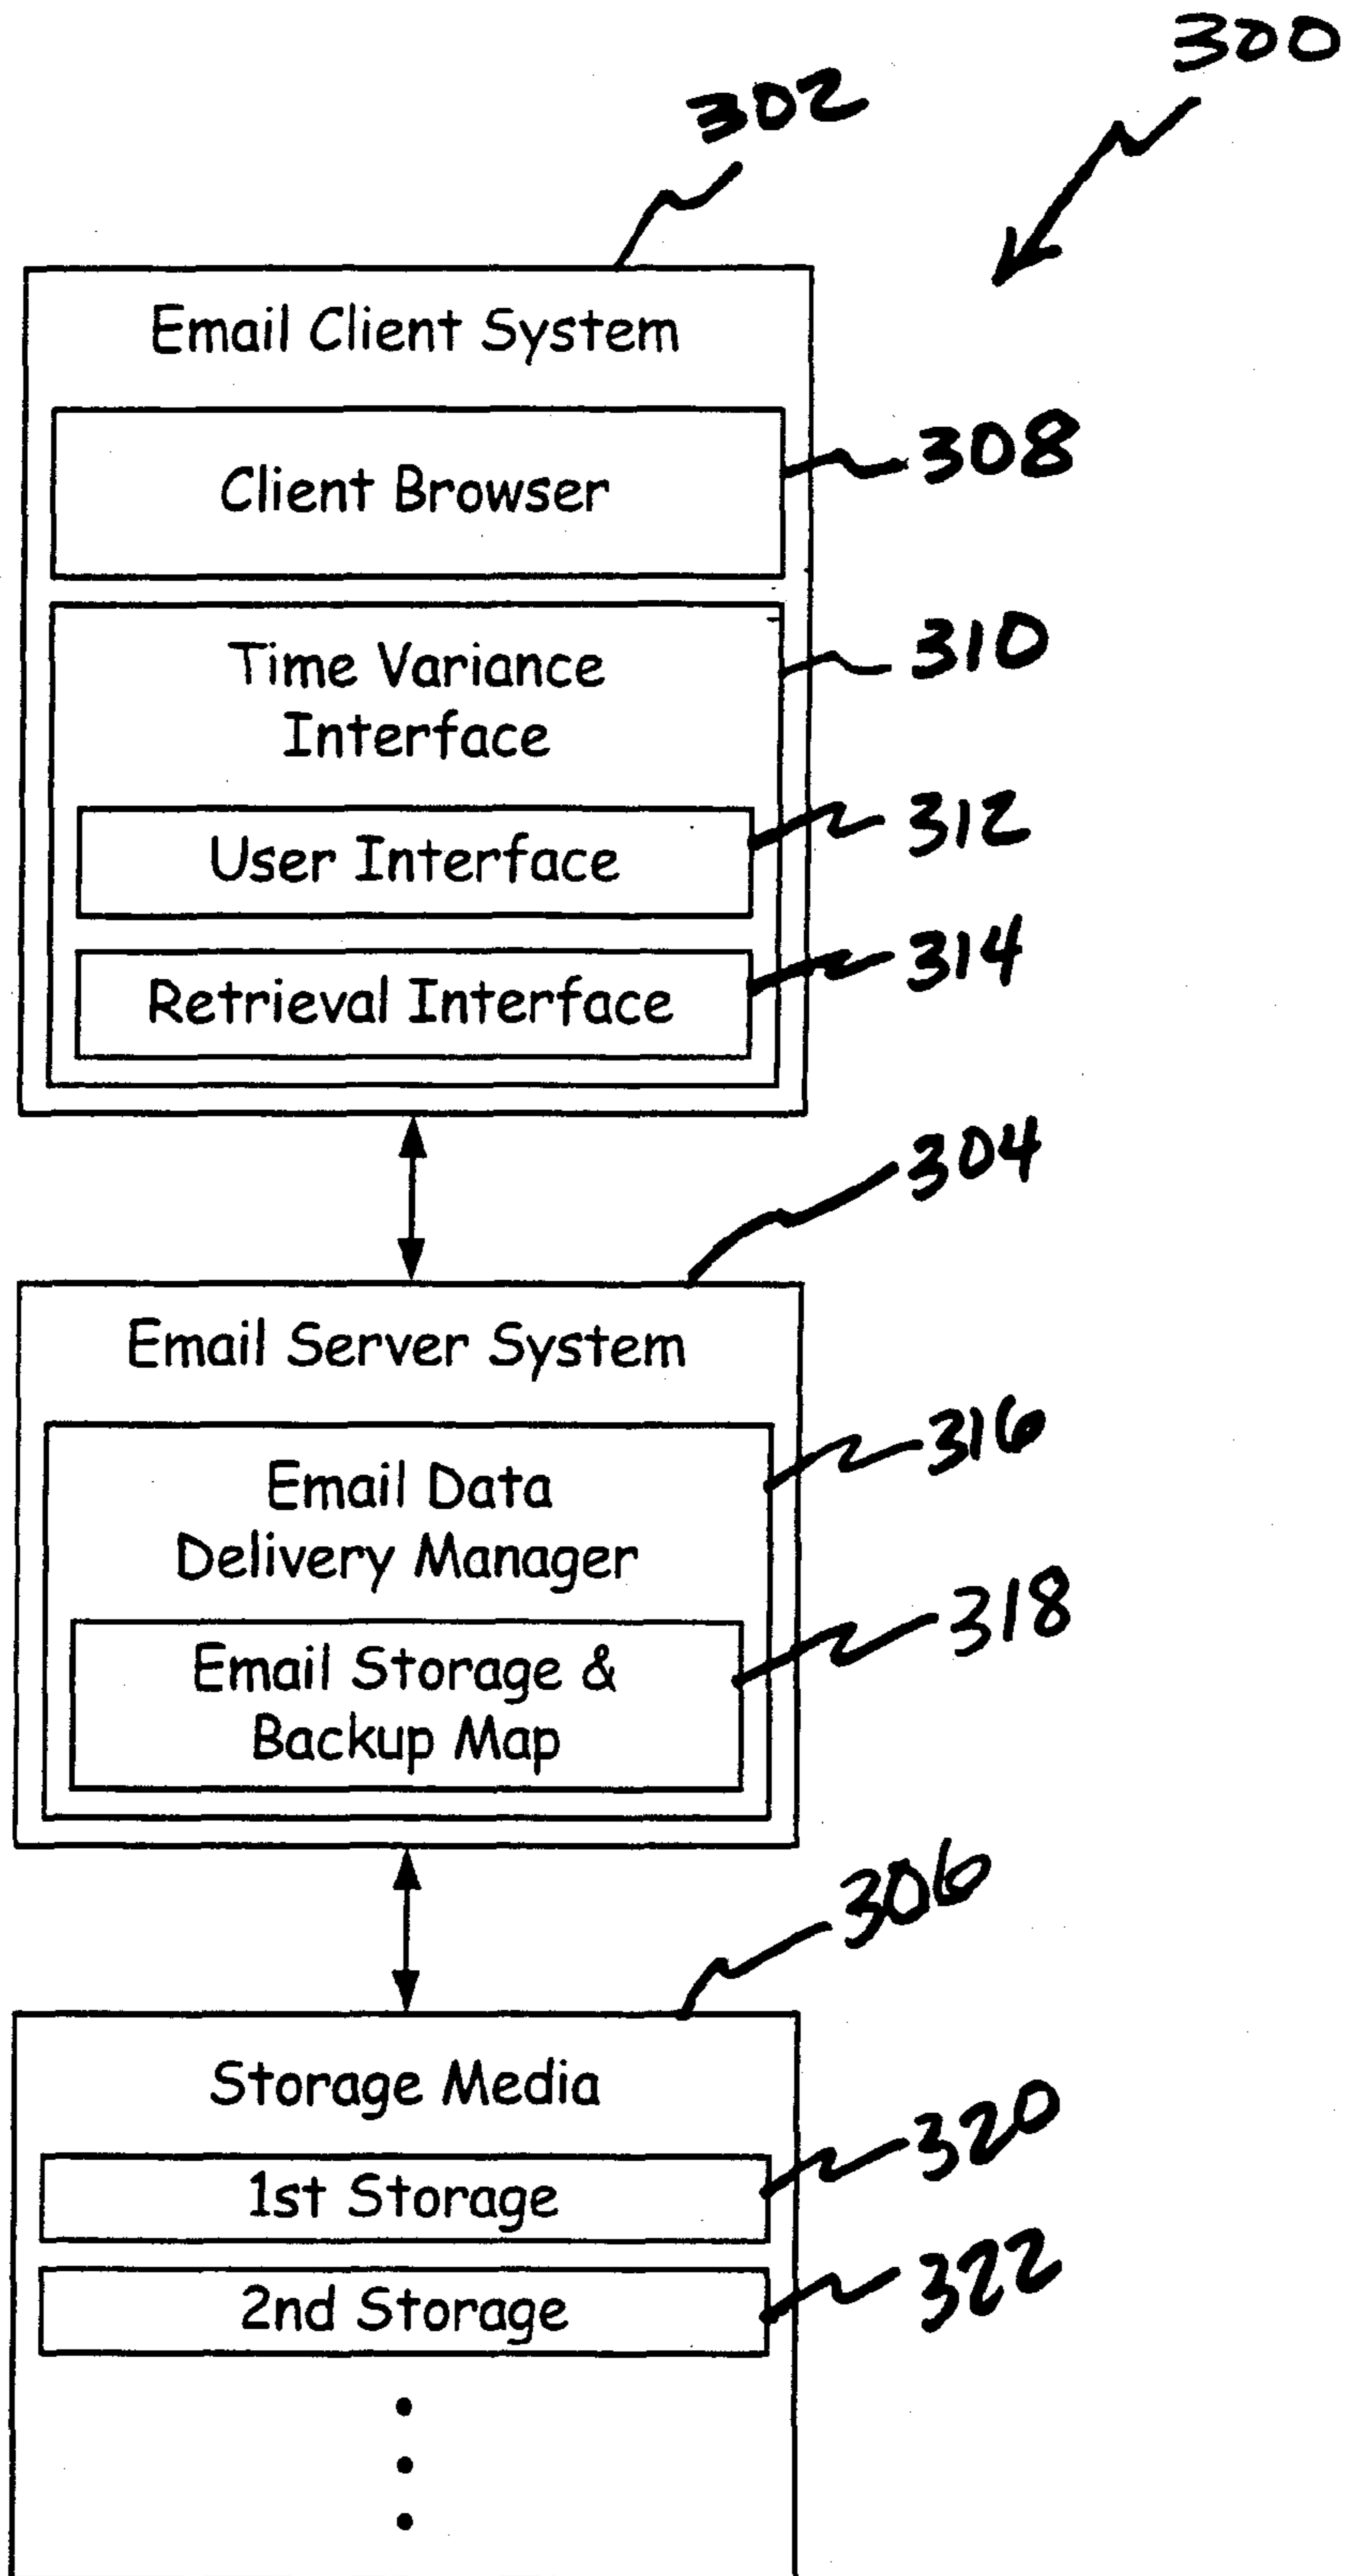 300
302
Email Client System
Client Browser
308
Time Variance
Interface
310
User Interface
312
Retrieval Interface
314
304
Email Server System
Email Data
Delivery Manager
316
Email Storage &
Backup Map
318
306
Storage Media
1st Storage
320
2nd Storage
322